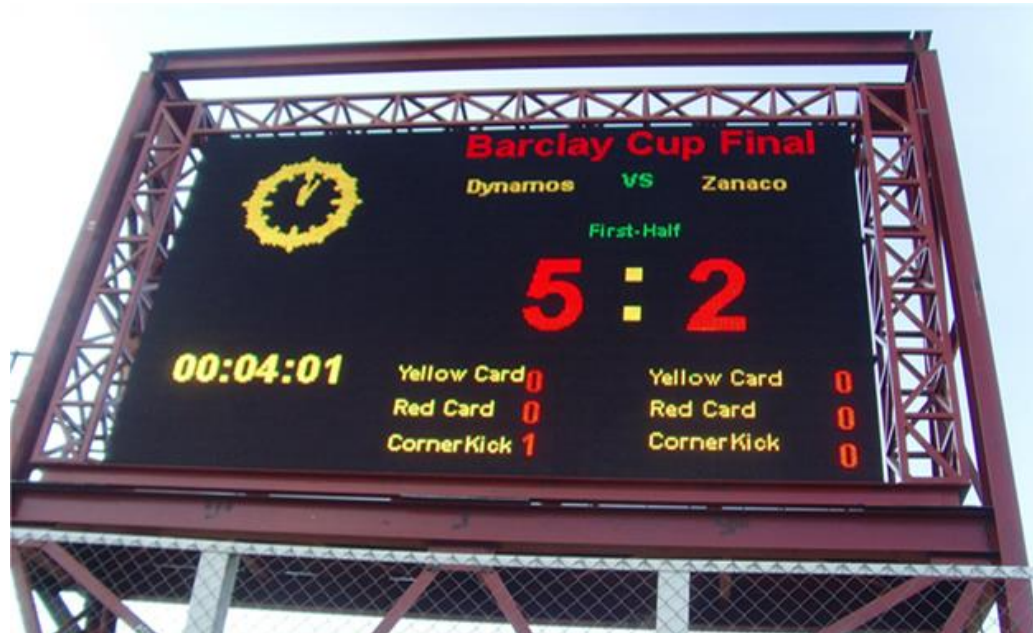 Barclay Cup Final
Dynamos VS Zanaco
First-Half
5 : 2
00:04:01
Yellow Card 0 Yellow Card 0
Red Card 0 Red Card 0
CornerKick 1 CornerKick 0